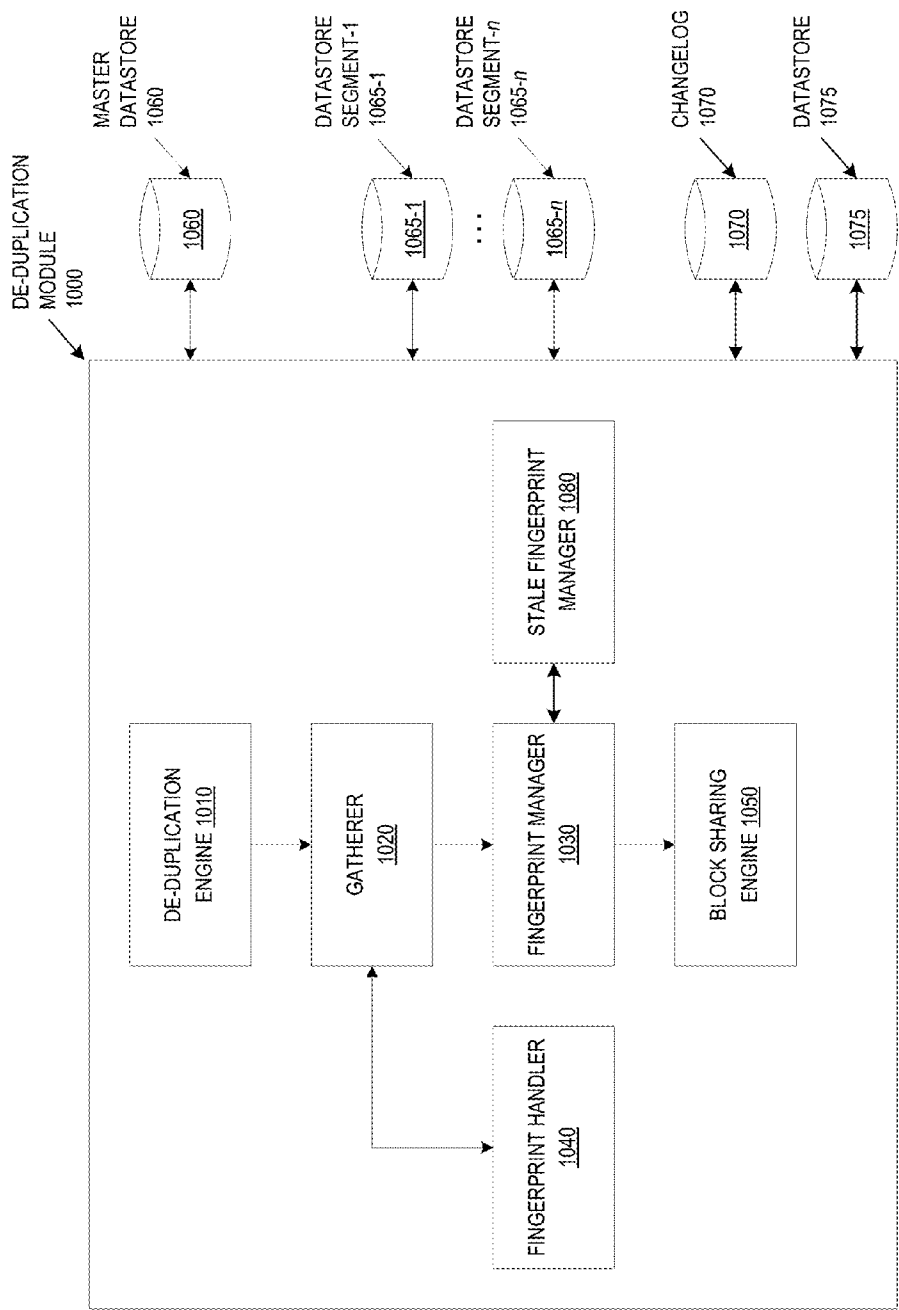 DE-DUPLICATION
MODULE
1000
MASTER
DATASTORE
1060
1060
DATASTORE
SEGMENT-1
1065-1
1065-1
...
DATASTORE
SEGMENT-n
1065-n
1065-n
CHANGELOG
1070
1070
DATASTORE
1075
1075
DE-DUPLICATION
ENGINE 1010
GATHERER
1020
FINGERPRINT HANDLER
1040
FINGERPRINT MANAGER
1030
STALE FINGERPRINT
MANAGER 1080
BLOCK SHARING
ENGINE 1050